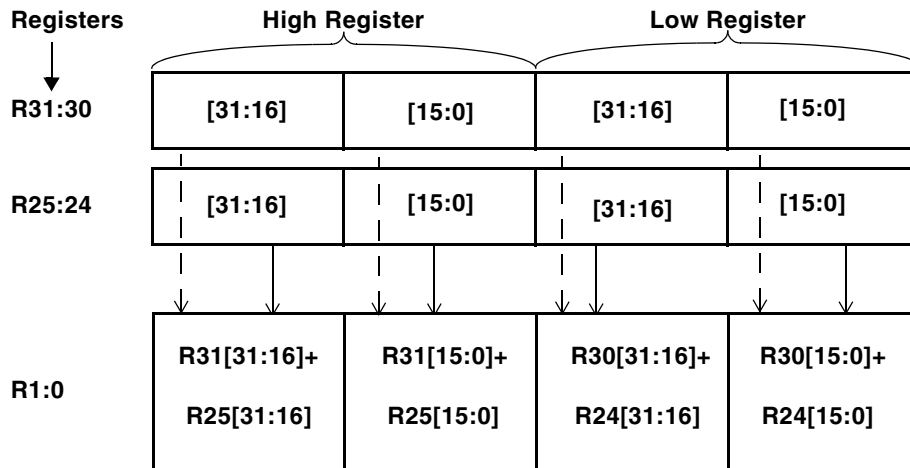 Registers High Register Low Register
R31:30 [31:16] [15:0] [31:16] [15:0]
R25:24 [31:16] [15:0] [31:16] [15:0]
R31[31:16]+ R31[15:0]+ R30[31:16]+ R30[15:0]+
R1:0
R25[31:16] R25[15:0] R24[31:16] R24[15:0]